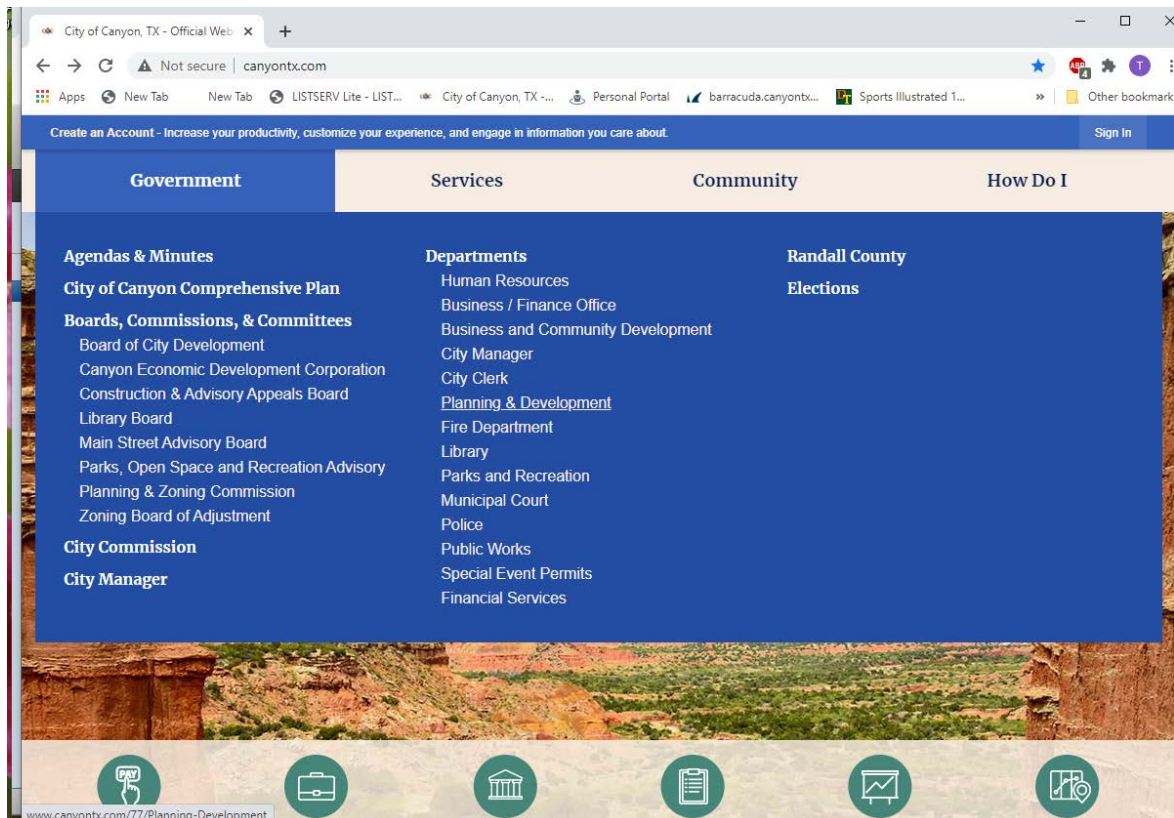 City of Canyon, TX - Official Web
Not secure | canyontx.com
Apps New Tab New Tab LISTSERV Lite - LIST... City of Canyon, TX -... Personal Portal barracuda.canyontx... Sports Illustrated 1... » Other bookmark
Create an Account - Increase your productivity, customize your experience, and engage in information you care about. Sign In
Government Services Community How Do I
Agendas & Minutes
City of Canyon Comprehensive Plan
Boards, Commissions, & Committees
Board of City Development
Canyon Economic Development Corporation
Construction & Advisory Appeals Board
Library Board
Main Street Advisory Board
Parks, Open Space and Recreation Advisory
Planning & Zoning Commission
Zoning Board of Adjustment
City Commission
City Manager
Departments
Human Resources
Business / Finance Office
Business and Community Development
City Manager
City Clerk
Planning & Development
Fire Department
Library
Parks and Recreation
Municipal Court
Police
Public Works
Special Event Permits
Financial Services
Randall County
Elections
PAY
www.canyontx.com/77/Planning-Development